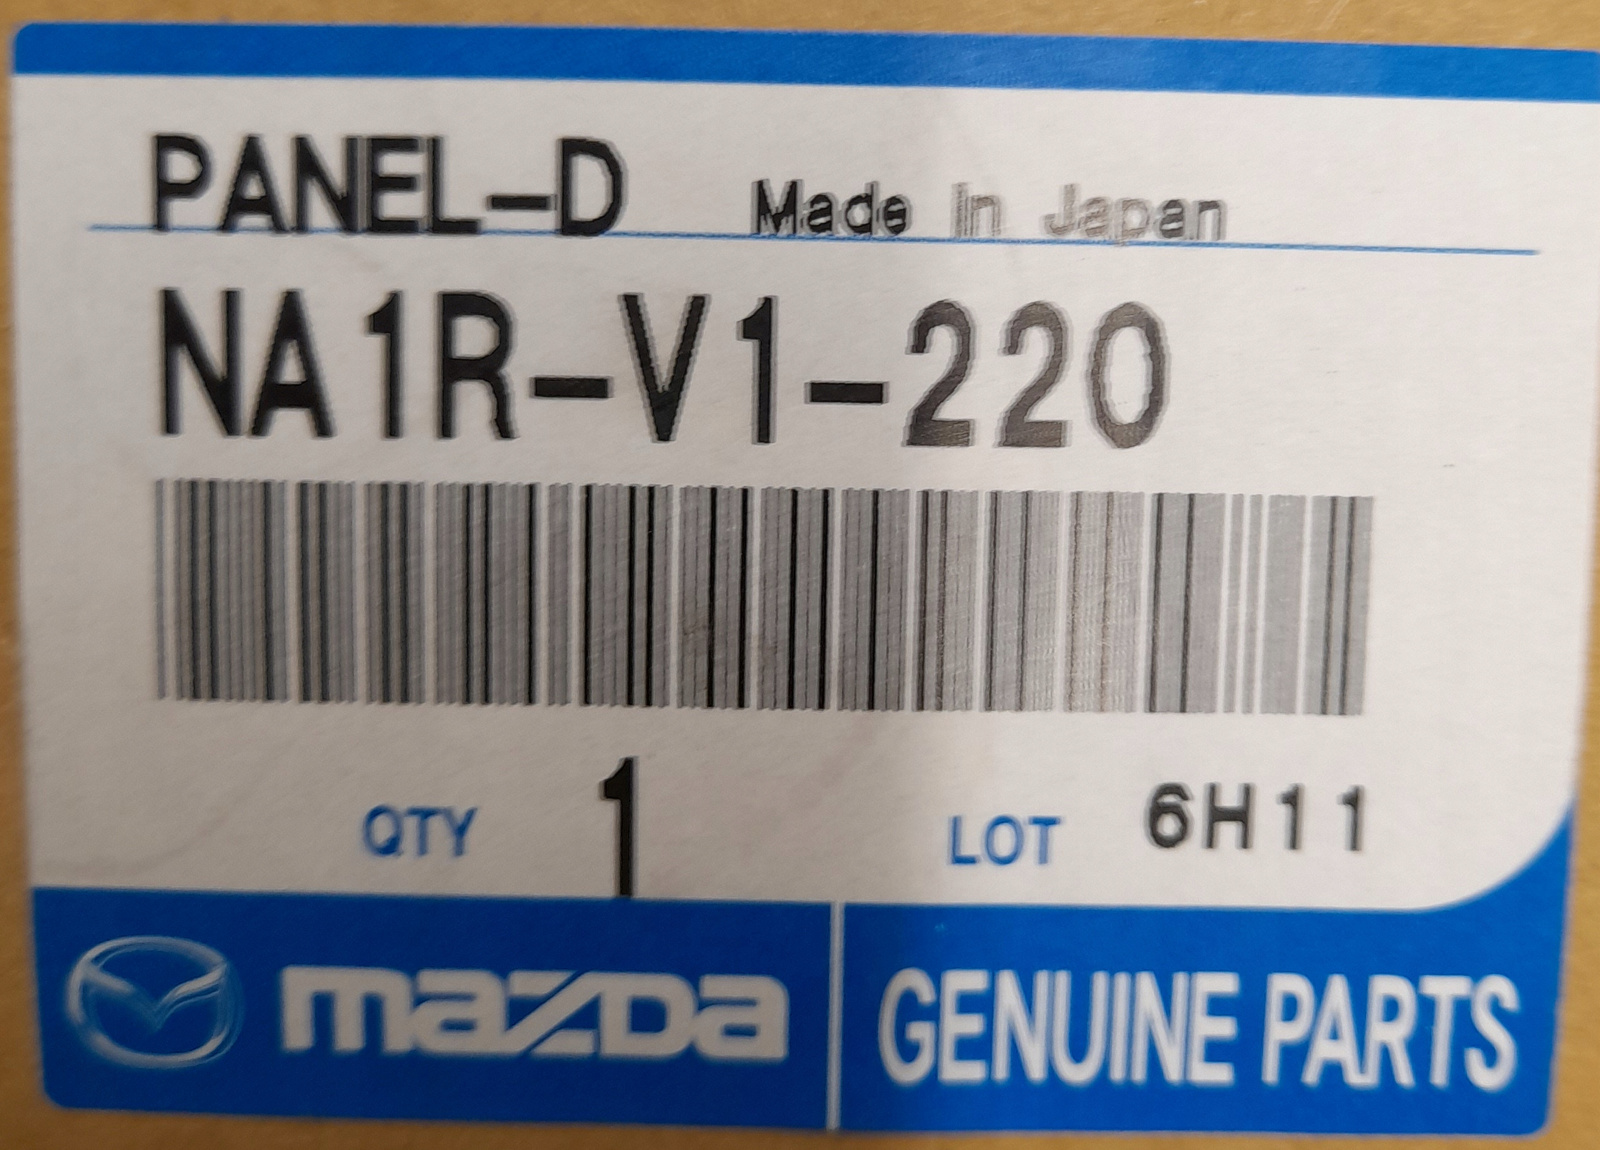 PANEL-D Made In Japan
NA1R-V1-220
QTY 1 LOT 6H11
mazda GENUINE PARTS